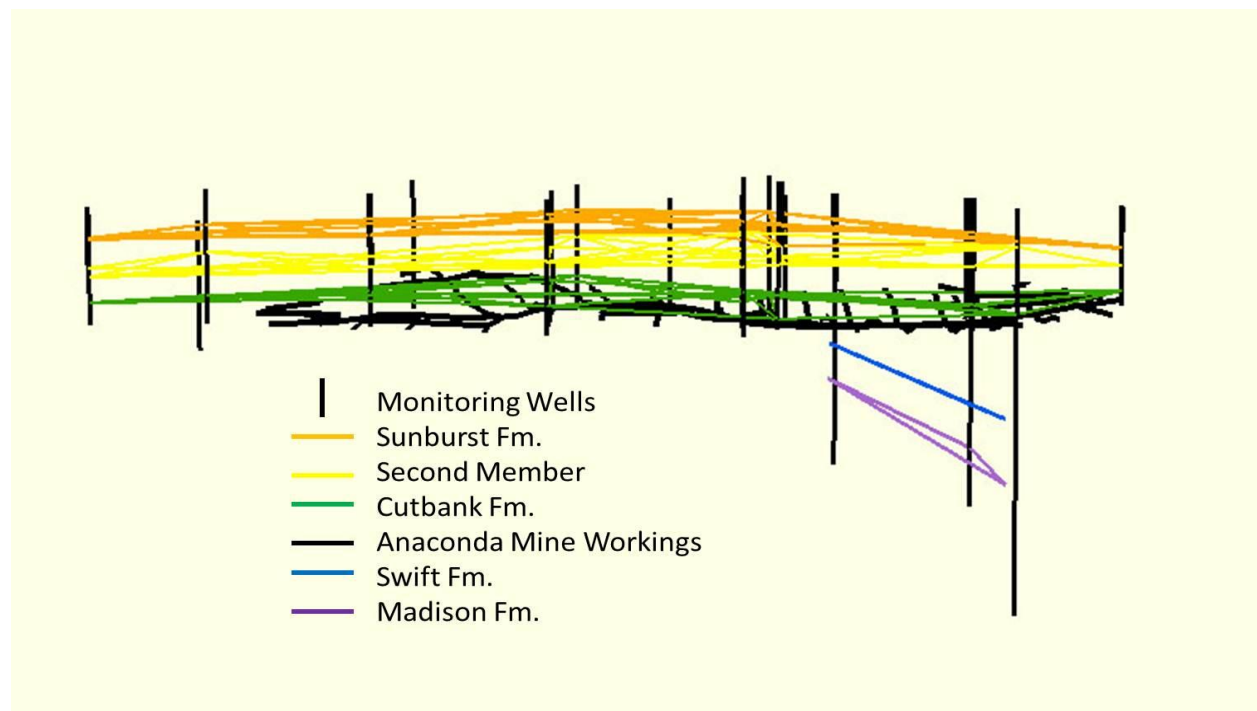 Monitoring Wells
Sunburst Fm.
Second Member
Cutbank Fm.
Anaconda Mine Workings
Swift Fm.
Madison Fm.